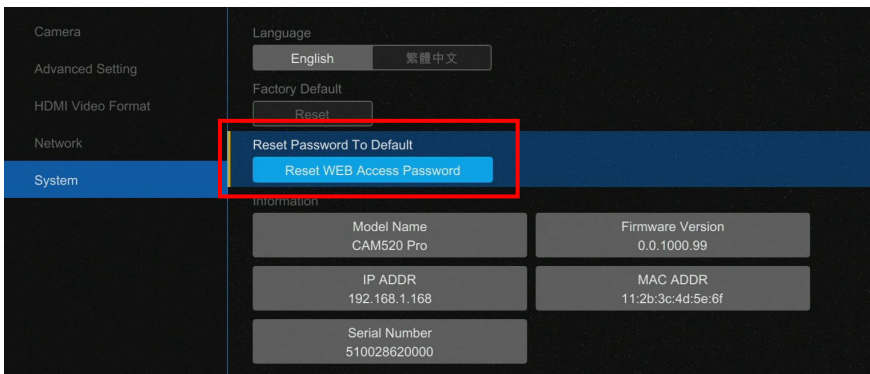 Camera
Advanced Setting
HDMI Video Format
Network
System
Language
English
繁體中文
Factory Default
Reset
Reset Password To Default
Reset WEB Access Password
Information
Model Name
CAM520 Pro
Firmware Version
0.0.1000.99
IP ADDR
192.168.1.168
MAC ADDR
11:2b:3c:4d:5e:6f
Serial Number
510028620000